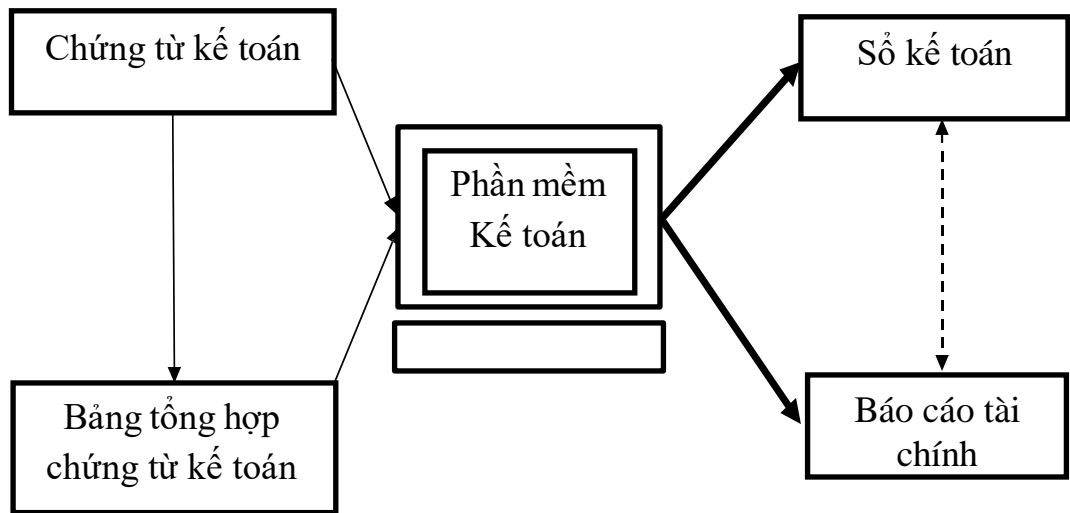 Chứng từ kế toán
Sổ kế toán
Phần mềm
Kế toán
Bảng tổng hợp
chứng từ kế toán
Báo cáo tài
chính